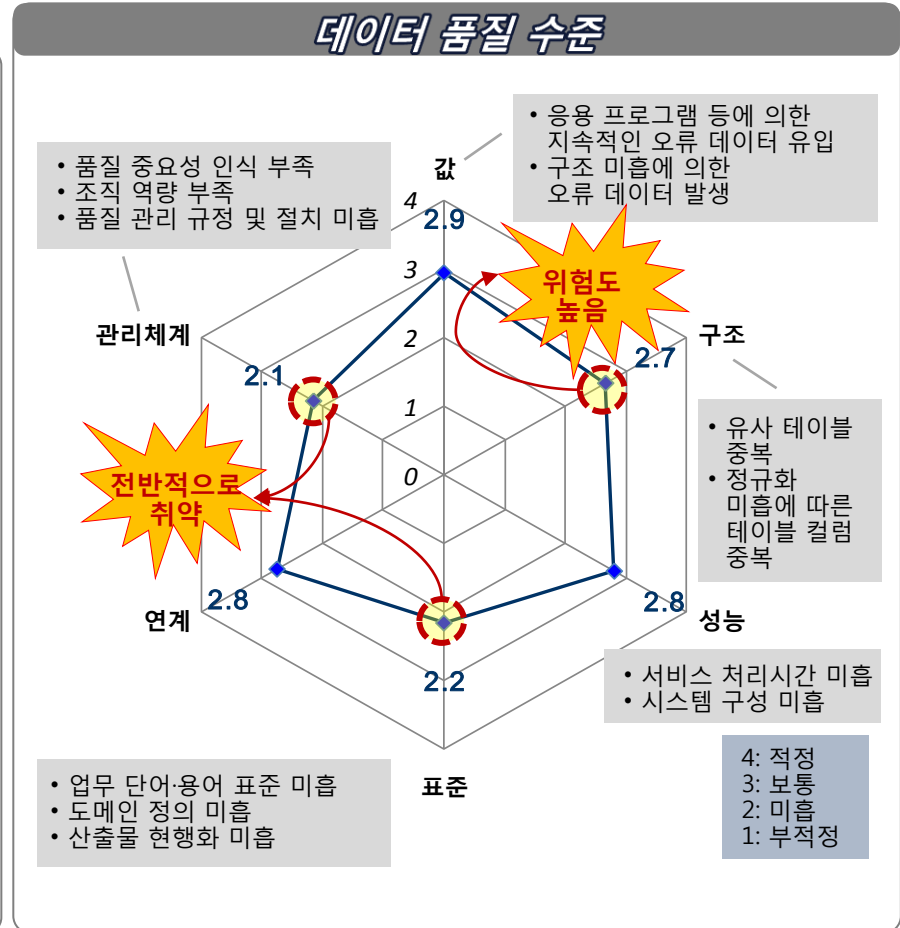 데이터 품질 수준
• 응용 프로그램 등에 의한
지속적인 오류 데이터 유입
• 구조 미흡에 의한
오류 데이터 발생
• 품질 중요성 인식 부족
• 조직 역량 부족
• 품질 관리 규정 및 절치 미흡
값
4
2.9
3
위험도
높음
2
관리체계
구조
2.7
2.1
1
0
전반적으로
취약
• 유사 테이블
중복
• 정규화
미흡에 따른
테이블 컬럼
중복
2.8
연계
2.8
성능
2.2
• 서비스 처리시간 미흡
• 시스템 구성 미흡
표준
• 업무 단어·용어 표준 미흡
• 도메인 정의 미흡
• 산출물 현행화 미흡
4: 적정
3: 보통
2: 미흡
1: 부적정